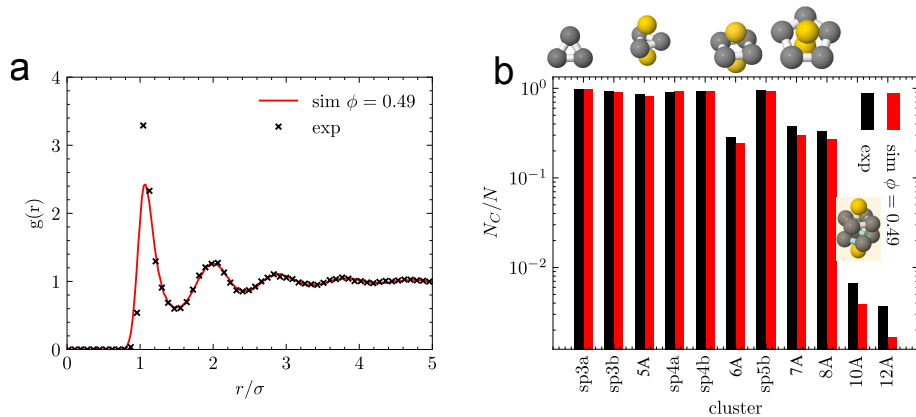 a
4
3
2
1
0
g(r)
sim ϕ = 0.49
exp
0 1 2 3 4 5
r/σ
b
10⁰
10⁻¹
10⁻²
N_C/N
sim ϕ = 0.49
exp
sp3a
sp3b
5A
sp4a
sp4b
6A
sp5b
7A
8A
10A
12A
cluster